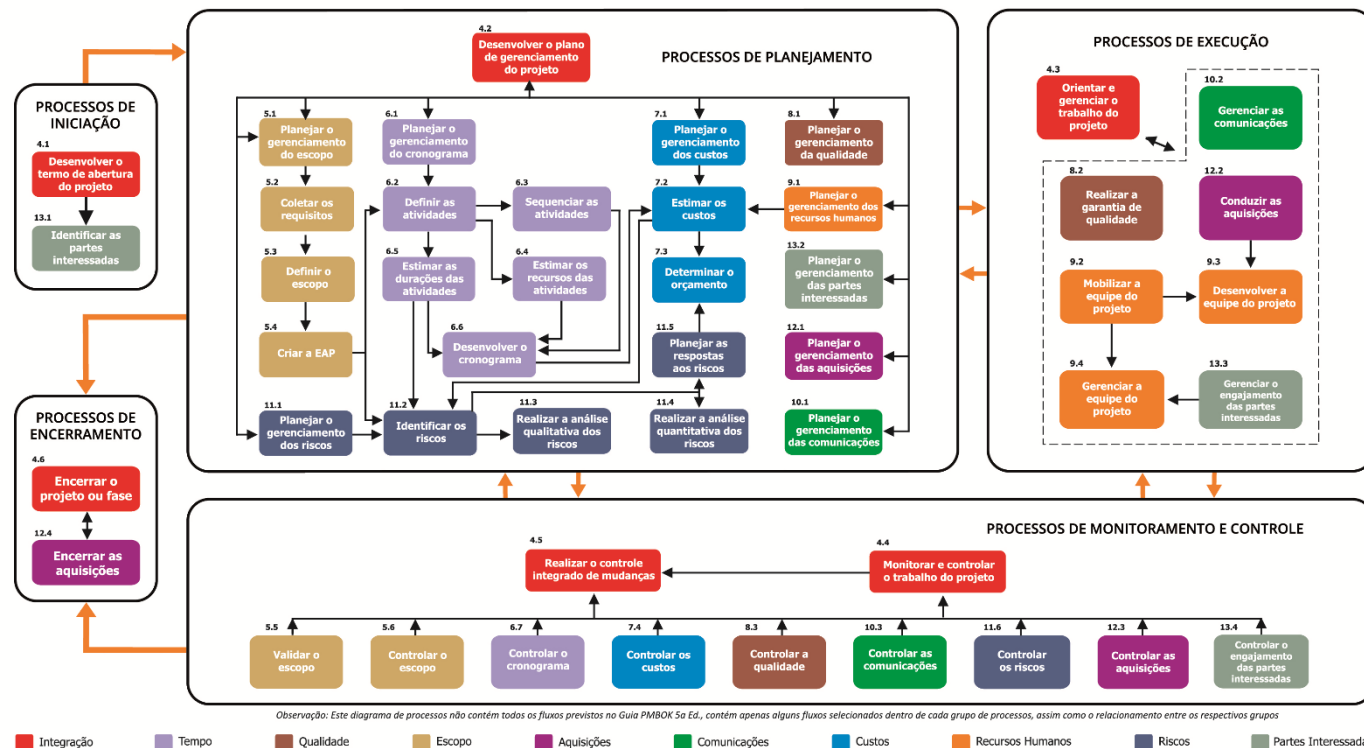 PROCESSOS DE
INICIAÇÃO
4.1
Desenvolver o
termo de abertura
do projeto
13.1
Identificar as
partes
interessadas
PROCESSOS DE
ENCERRAMENTO
4.6
Encerrar o
projeto ou fase
12.4
Encerrar as
aquisições
PROCESSOS DE PLANEJAMENTO
4.2
Desenvolver o plano
de gerenciamento
do projeto
5.1
Planejar o
gerenciamento
do escopo
6.1
Planejar o
gerenciamento
do cronograma
7.1
Planejar o
gerenciamento
dos custos
8.1
Planejar o
gerenciamento
da qualidade
5.2
Coletar os
requisitos
6.2
Definir as
atividades
6.3
Sequenciar as
atividades
7.2
Estimar os
custos
9.1
Planejar o
gerenciamento dos
recursos humanos
5.3
Definir o
escopo
6.5
Estimar as
durações das
atividades
6.4
Estimar os
recursos das
atividades
7.3
Determinar o
orçamento
13.2
Planejar o
gerenciamento
das partes
interessadas
5.4
Criar a EAP
6.6
Desenvolver o
cronograma
11.5
Planejar as
respostas
aos riscos
12.1
Planejar o
gerenciamento
das aquisições
11.1
Planejar o
gerenciamento
dos riscos
11.2
Identificar os
riscos
11.3
Realizar a análise
qualitativa dos
riscos
11.4
Realizar a análise
quantitativa dos
riscos
10.1
Planejar o
gerenciamento
das comunicações
PROCESSOS DE EXECUÇÃO
4.3
Orientar e
gerenciar o
trabalho do
projeto
10.2
Gerenciar as
comunicações
8.2
Realizar a
garantia de
qualidade
12.2
Conduzir as
aquisições
9.2
Mobilizar a
equipe do
projeto
9.3
Desenvolver a
equipe do projeto
9.4
Gerenciar a
equipe do
projeto
13.3
Gerenciar o
engajamento
das partes
interessadas
PROCESSOS DE MONITORAMENTO E CONTROLE
4.5
Realizar o controle
integrado de mudanças
4.4
Monitorar e controlar
o trabalho do projeto
5.5
Validar o
escopo
5.6
Controlar o
escopo
6.7
Controlar o
cronograma
7.4
Controlar os
custos
8.3
Controlar a
qualidade
10.3
Controlar as
comunicações
11.6
Controlar
os riscos
12.3
Controlar as
aquisições
13.4
Controlar o
engajamento
das partes
interessadas
Observação: Este diagrama de processos não contém todos os fluxos previstos no Guia PMBOK 5a Ed., contém apenas alguns fluxos selecionados dentro de cada grupo de processos, assim como o relacionamento entre os respectivos grupos
Integração
Tempo
Qualidade
Escopo
Aquisições
Comunicações
Custos
Recursos Humanos
Riscos
Partes Interessada